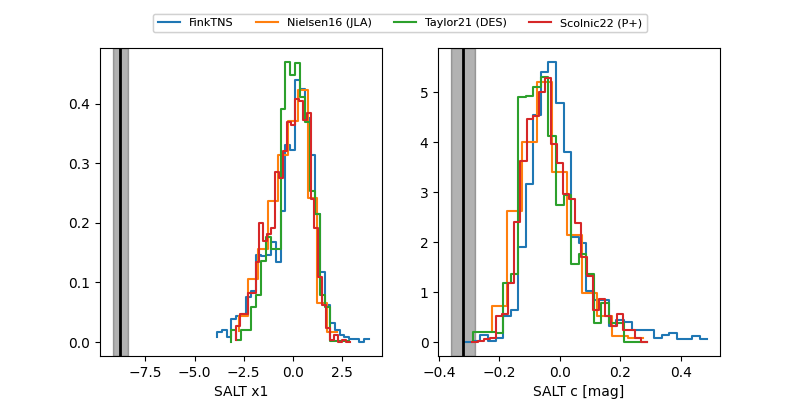 FinkTNS Nielsen16 (JLA) Taylor21 (DES) Scolnic22 (P+)
0.4
0.3
0.2
0.1
0.0
−7.5 −5.0 −2.5 0.0 2.5
SALT x1
5
4
3
2
1
0
−0.4 −0.2 0.0 0.2 0.4
SALT c [mag]